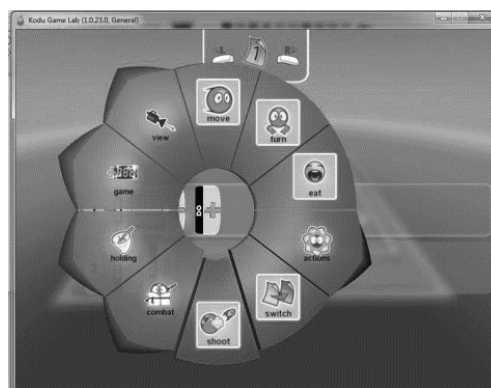 Kodu Game Lab (1.0.23.0, General)
L
1
R
move
turn
eat
actions
switch
shoot
combat
holding
game
view
DO